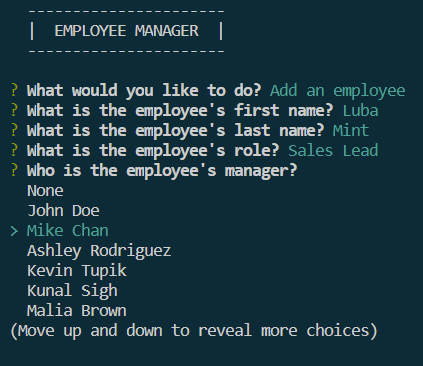 ----------------------
| EMPLOYEE MANAGER |
----------------------
? What would you like to do? Add an employee
? What is the employee's first name? Luba
? What is the employee's last name? Mint
? What is the employee's role? Sales Lead
? Who is the employee's manager?
None
John Doe
> Mike Chan
Ashley Rodriguez
Kevin Tupik
Kunal Sigh
Malia Brown
(Move up and down to reveal more choices)